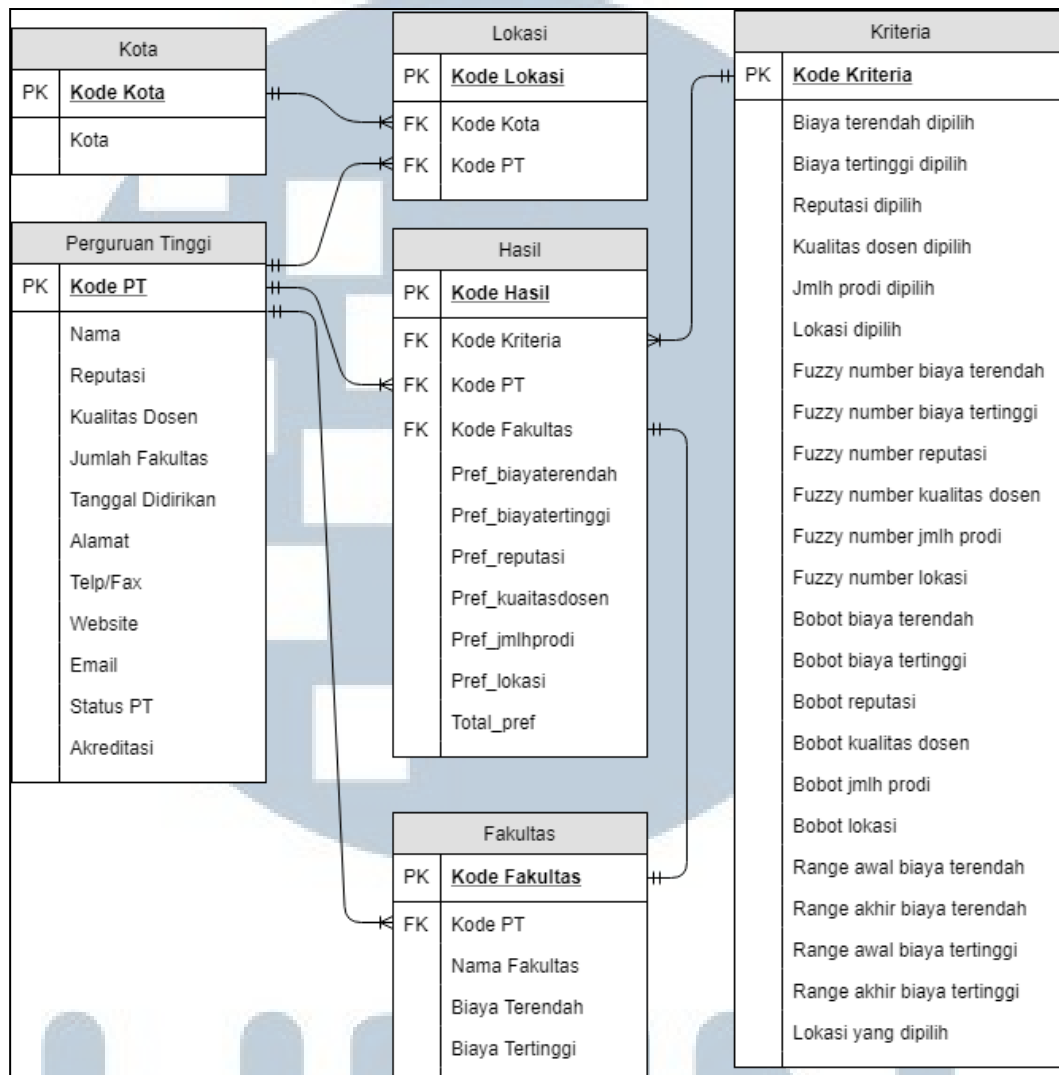 Kota
PK Kode Kota
Kota
Perguruan Tinggi
PK Kode PT
Nama
Reputasi
Kualitas Dosen
Jumlah Fakultas
Tanggal Didirikan
Alamat
Telp/Fax
Website
Email
Status PT
Akreditasi
Lokasi
PK Kode Lokasi
FK Kode Kota
FK Kode PT
Hasil
PK Kode Hasil
FK Kode Kriteria
FK Kode PT
FK Kode Fakultas
Pref_biayaterendah
Pref_biayatertinggi
Pref_reputasi
Pref_kuaitasdosen
Pref_jmlhprodi
Pref_lokasi
Total_pref
Fakultas
PK Kode Fakultas
FK Kode PT
Nama Fakultas
Biaya Terendah
Biaya Tertinggi
Kriteria
PK Kode Kriteria
Biaya terendah dipilih
Biaya tertinggi dipilih
Reputasi dipilih
Kualitas dosen dipilih
Jmlh prodi dipilih
Lokasi dipilih
Fuzzy number biaya terendah
Fuzzy number biaya tertinggi
Fuzzy number reputasi
Fuzzy number kualitas dosen
Fuzzy number jmlh prodi
Fuzzy number lokasi
Bobot biaya terendah
Bobot biaya tertinggi
Bobot reputasi
Bobot kualitas dosen
Bobot jmlh prodi
Bobot lokasi
Range awal biaya terendah
Range akhir biaya terendah
Range awal biaya tertinggi
Range akhir biaya tertinggi
Lokasi yang dipilih